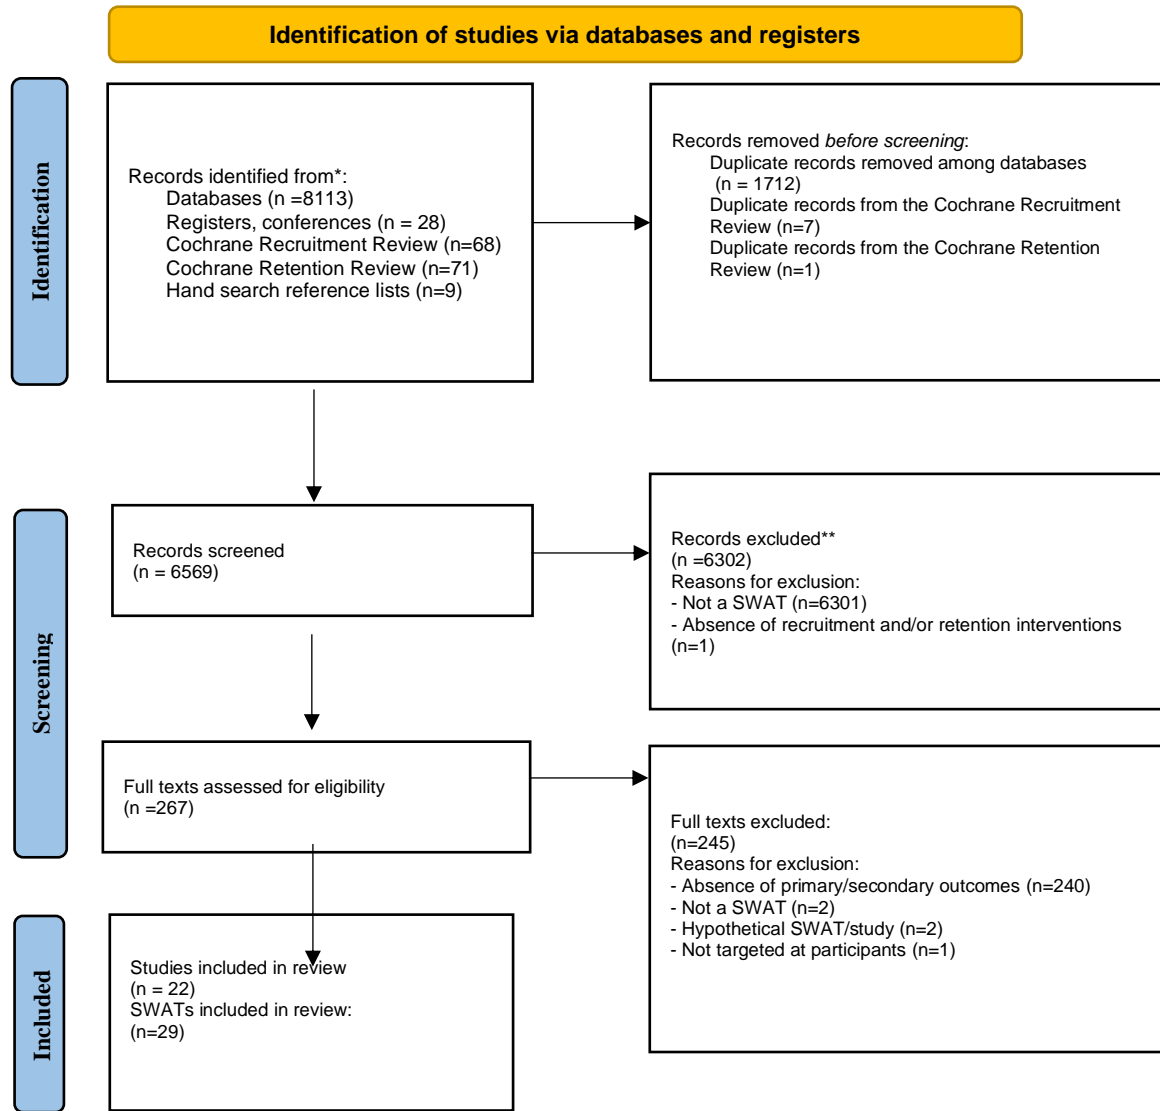 Identification of studies via databases and registers
Identification
Records identified from*:
Databases (n =8113)
Registers, conferences (n = 28)
Cochrane Recruitment Review (n=68)
Cochrane Retention Review (n=71)
Hand search reference lists (n=9)
Records removed before screening:
Duplicate records removed among databases
(n = 1712)
Duplicate records from the Cochrane Recruitment
Review (n=7)
Duplicate records from the Cochrane Retention
Review (n=1)
Screening
Records screened
(n = 6569)
Records excluded**
(n =6302)
Reasons for exclusion:
- Not a SWAT (n=6301)
- Absence of recruitment and/or retention interventions
(n=1)
Full texts assessed for eligibility
(n =267)
Full texts excluded:
(n=245)
Reasons for exclusion:
- Absence of primary/secondary outcomes (n=240)
- Not a SWAT (n=2)
- Hypothetical SWAT/study (n=2)
- Not targeted at participants (n=1)
Included
Studies included in review
(n = 22)
SWATs included in review:
(n=29)